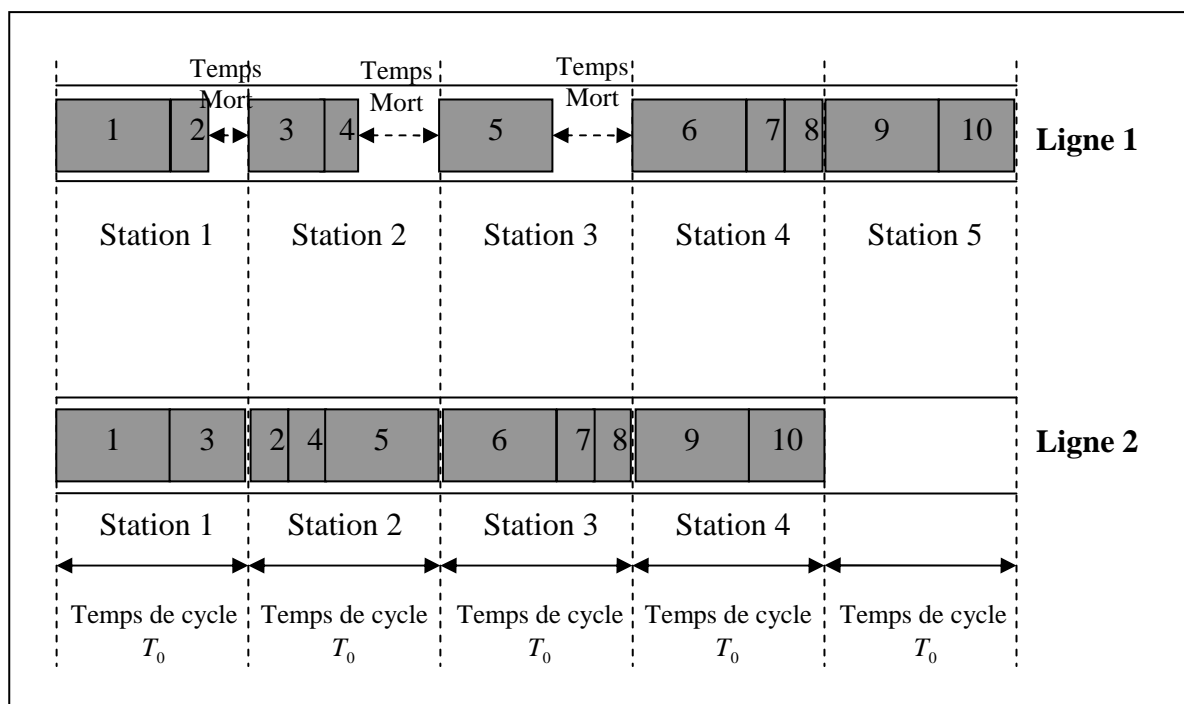 Temps Temps Temps
Mort Mort Mort
1 2 3 4 5 6 7 8 9 10 Ligne 1
Station 1 Station 2 Station 3 Station 4 Station 5
1 3 2 4 5 6 7 8 9 10 Ligne 2
Station 1 Station 2 Station 3 Station 4
Temps de cycle Temps de cycle Temps de cycle Temps de cycle Temps de cycle
T₀ T₀ T₀ T₀ T₀